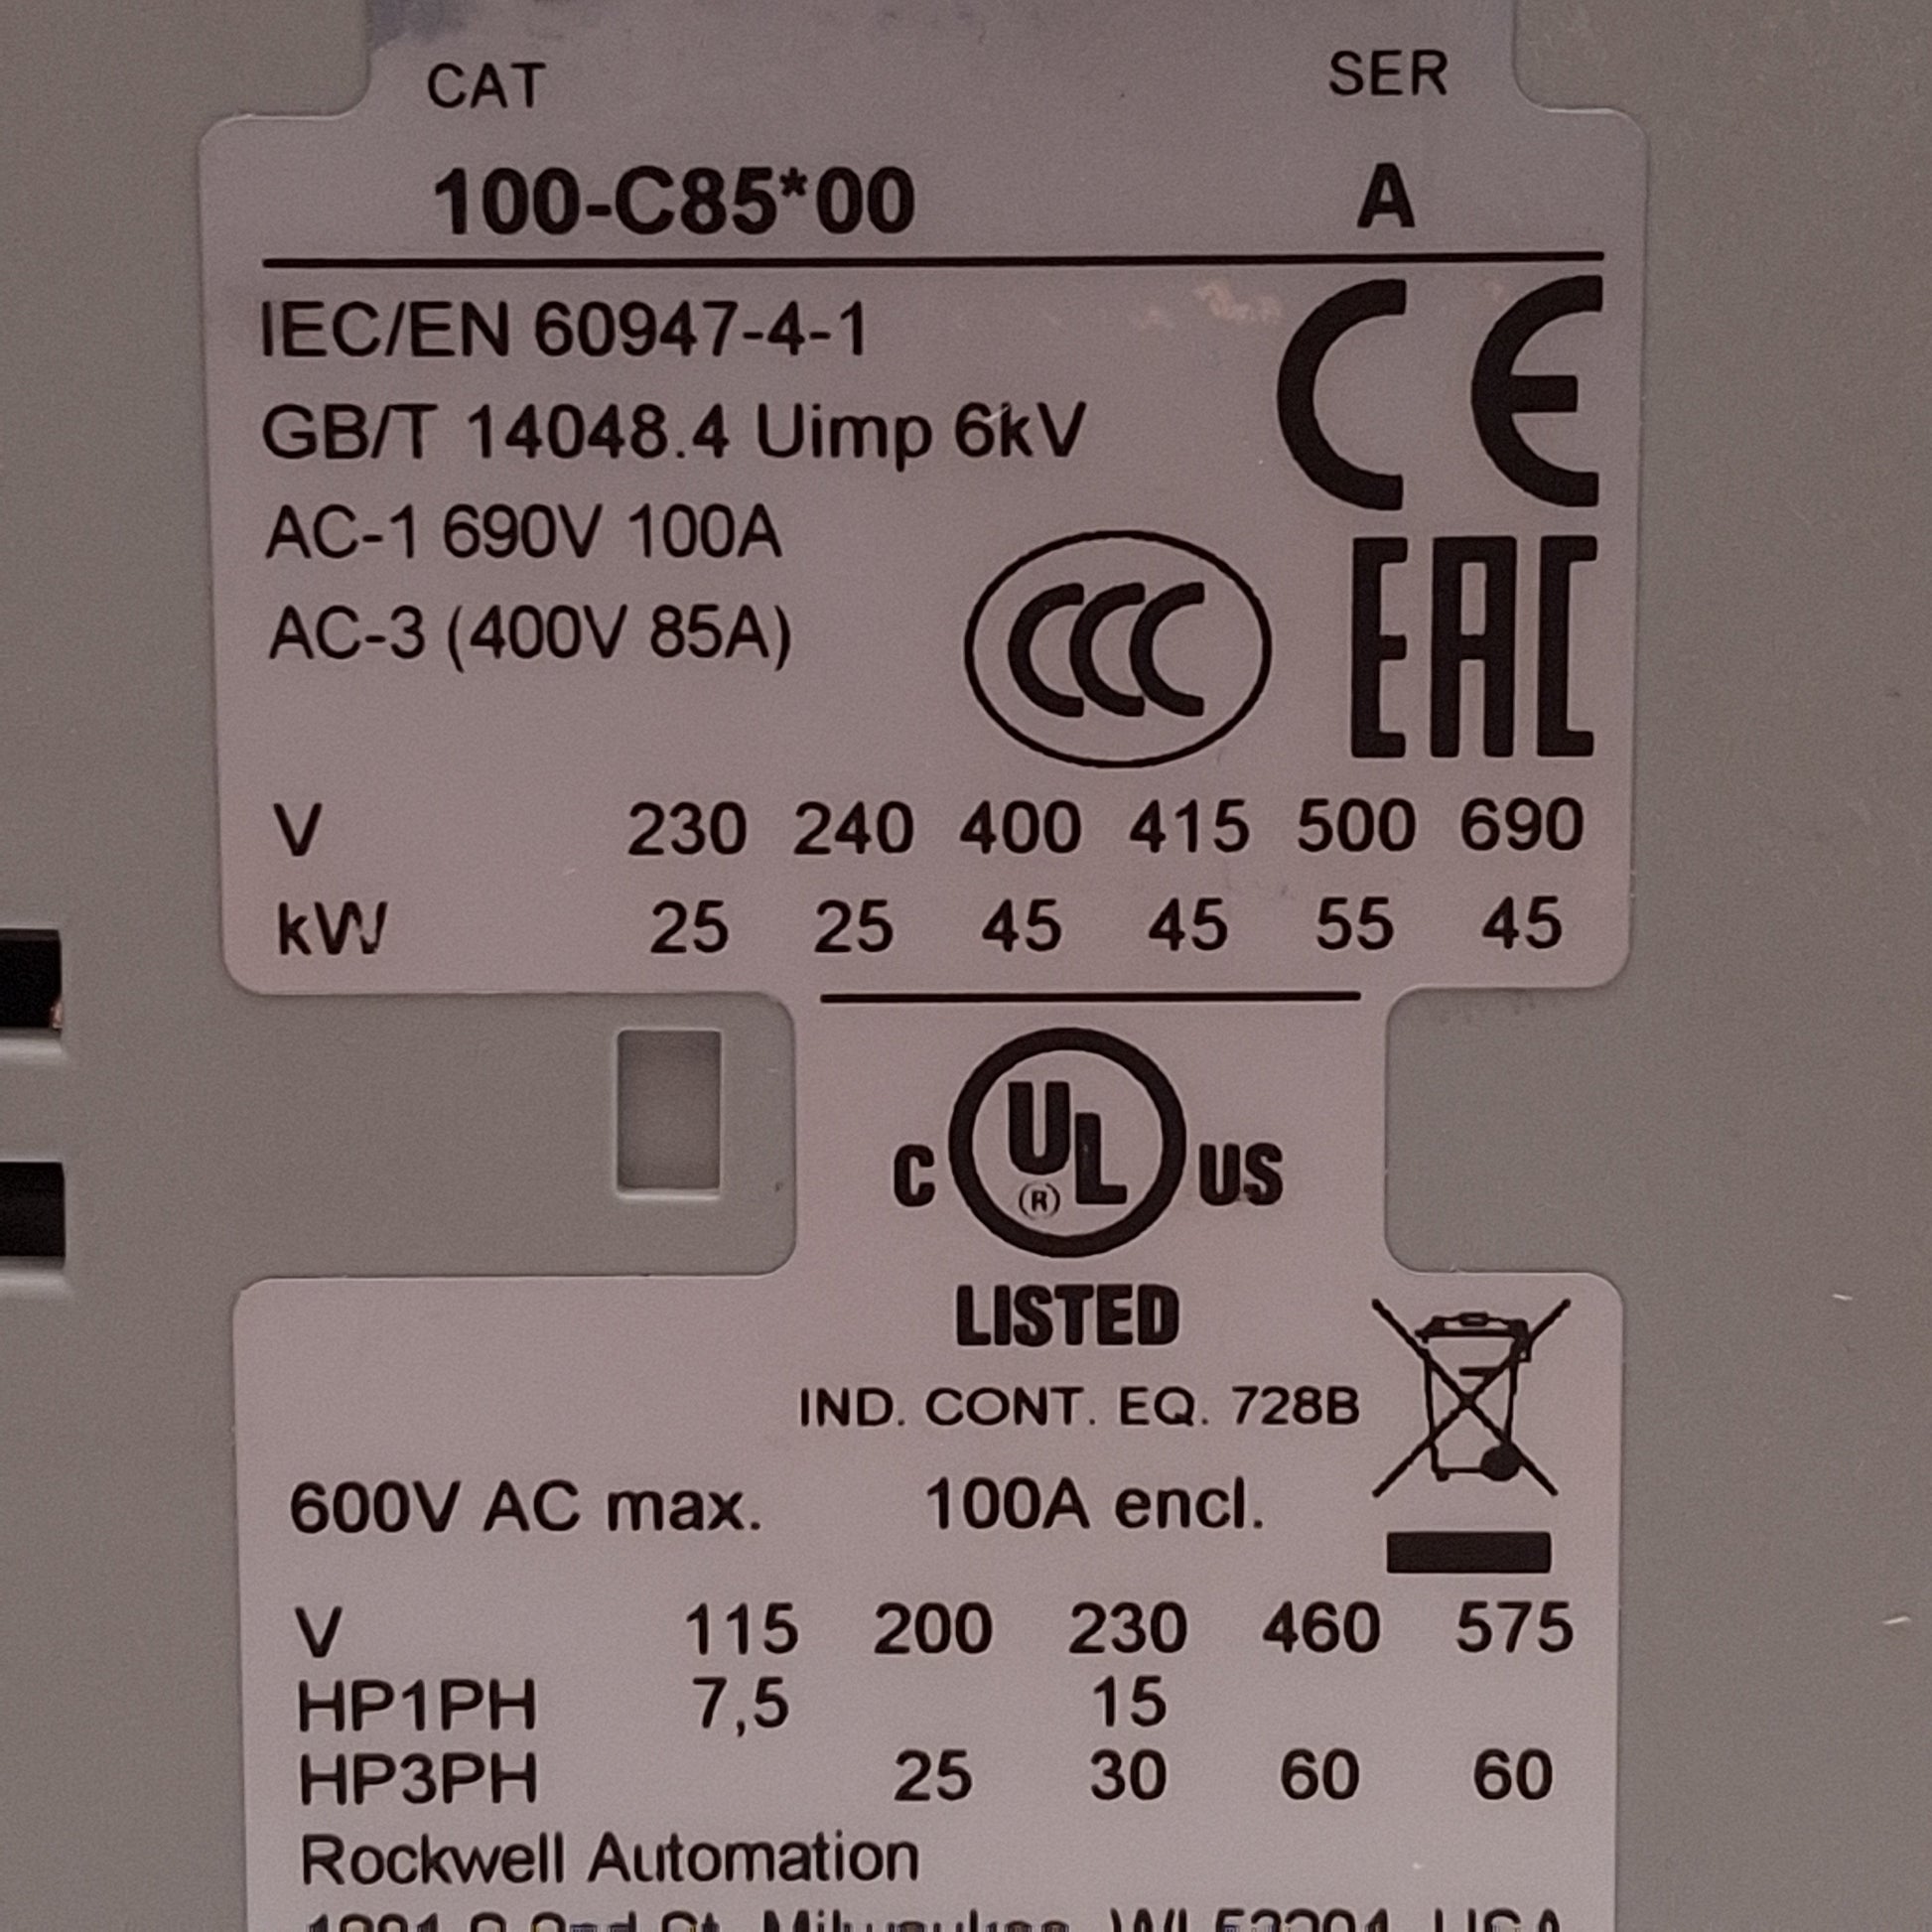 CAT SER
100-C85*00 A
IEC/EN 60947-4-1
CE
GB/T 14048.4 Uimp 6kV
AC-1 690V 100A
CCC EAC
AC-3 (400V 85A)
V 230 240 400 415 500 690
kW 25 25 45 45 55 45
C UL (R) US
LISTED
IND. CONT. EQ. 728B
600V AC max. 100A encl.
V 115 200 230 460 575
HP1PH 7,5 15
HP3PH 25 30 60 60
Rockwell Automation